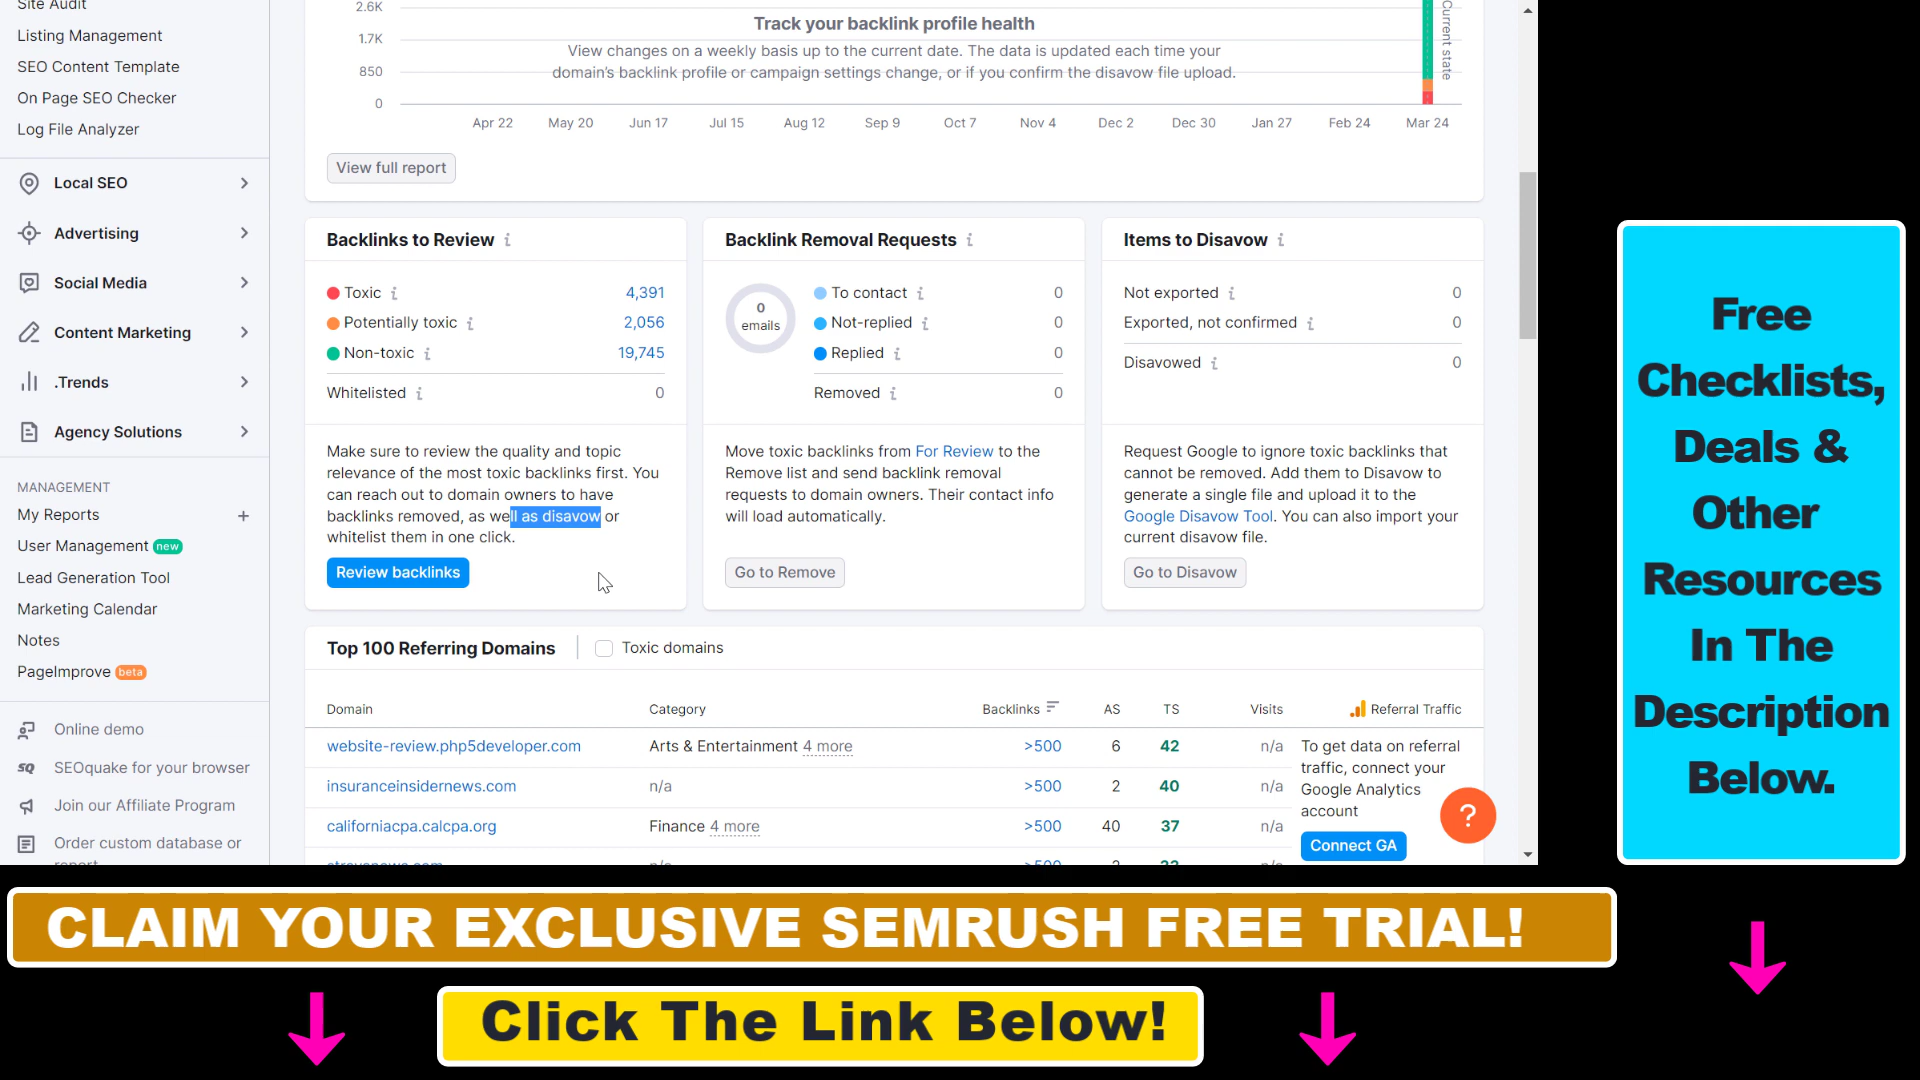 Site Audit
Listing Management
SEO Content Template
On Page SEO Checker
Log File Analyzer
Local SEO
Advertising
Social Media
Content Marketing
.Trends
Agency Solutions
MANAGEMENT
My Reports +
User Management new
Lead Generation Tool
Marketing Calendar
Notes
PageImprove beta
Online demo
SEOquake for your browser
Join our Affiliate Program
Order custom database or
report
2.6K
1.7K
850
0
Track your backlink profile health
View changes on a weekly basis up to the current date. The data is updated each time your
domain's backlink profile or campaign settings change, or if you confirm the disavow file upload.
Current state
Apr 22 May 20 Jun 17 Jul 15 Aug 12 Sep 9 Oct 7 Nov 4 Dec 2 Dec 30 Jan 27 Feb 24 Mar 24
View full report
Backlinks to Review i
Toxic i 4,391
Potentially toxic i 2,056
Non-toxic i 19,745
Whitelisted i 0
Make sure to review the quality and topic
relevance of the most toxic backlinks first. You
can reach out to domain owners to have
backlinks removed, as well as disavow or
whitelist them in one click.
Review backlinks
Backlink Removal Requests i
0
emails
To contact i 0
Not-replied i 0
Replied i 0
Removed i 0
Move toxic backlinks from For Review to the
Remove list and send backlink removal
requests to domain owners. Their contact info
will load automatically.
Go to Remove
Items to Disavow i
Not exported i 0
Exported, not confirmed i 0
Disavowed i 0
Request Google to ignore toxic backlinks that
cannot be removed. Add them to Disavow to
generate a single file and upload it to the
Google Disavow Tool. You can also import your
current disavow file.
Go to Disavow
Top 100 Referring Domains Toxic domains
Domain Category Backlinks AS TS Visits Referral Traffic
website-review.php5developer.com Arts & Entertainment 4 more >500 6 42 n/a
insuranceinsidernews.com n/a >500 2 40 n/a
californiacpa.calcpa.org Finance 4 more >500 40 37 n/a
To get data on referral
traffic, connect your
Google Analytics
account
Connect GA
?
Free
Checklists,
Deals &
Other
Resources
In The
Description
Below.
CLAIM YOUR EXCLUSIVE SEMRUSH FREE TRIAL!
Click The Link Below!